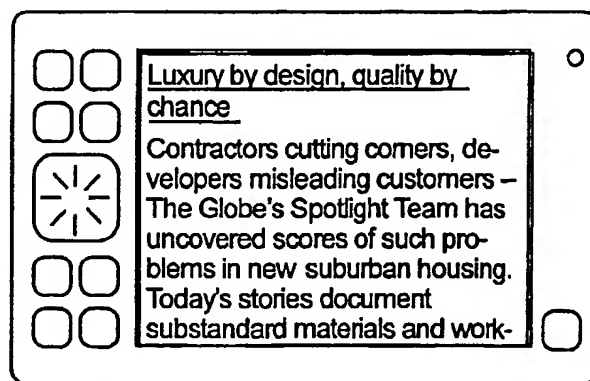 Luxury by design, quality by
chance
Contractors cutting corners, de-
velopers misleading customers –
The Globe's Spotlight Team has
uncovered scores of such pro-
blems in new suburban housing.
Today's stories document
substandard materials and work-